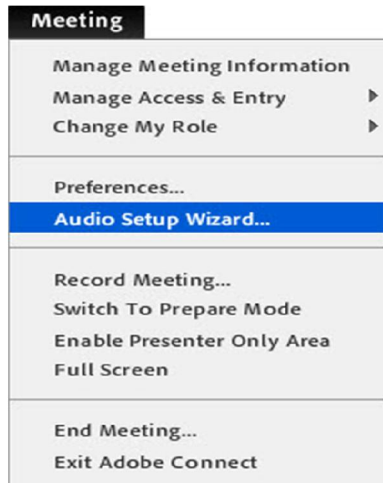 Meeting
Manage Meeting Information
Manage Access & Entry
Change My Role
Preferences...
Audio Setup Wizard...
Record Meeting...
Switch To Prepare Mode
Enable Presenter Only Area
Full Screen
End Meeting...
Exit Adobe Connect